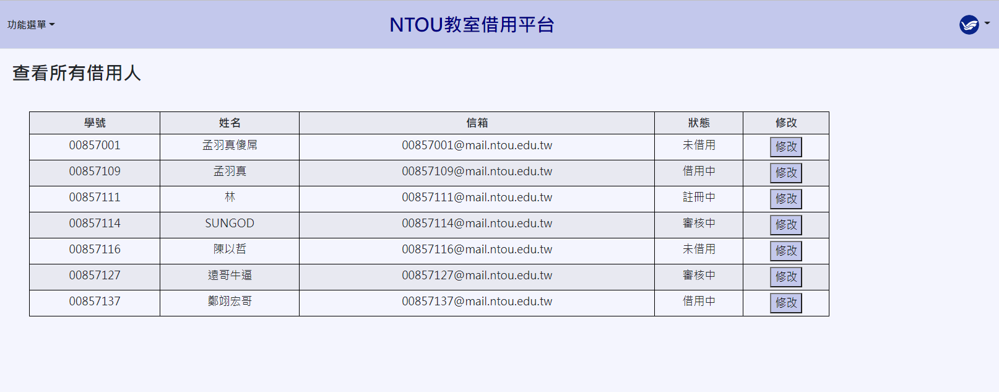 功能選單
NTOU教室借用平台
查看所有借用人
學號 姓名 信箱 狀態 修改
00857001 孟羽真傻屌 00857001@mail.ntou.edu.tw 未借用 修改
00857109 孟羽真 00857109@mail.ntou.edu.tw 借用中 修改
00857111 林 00857111@mail.ntou.edu.tw 註冊中 修改
00857114 SUNGOD 00857114@mail.ntou.edu.tw 審核中 修改
00857116 陳以哲 00857116@mail.ntou.edu.tw 未借用 修改
00857127 遠哥牛逼 00857127@mail.ntou.edu.tw 審核中 修改
00857137 鄭翊宏哥 00857137@mail.ntou.edu.tw 借用中 修改